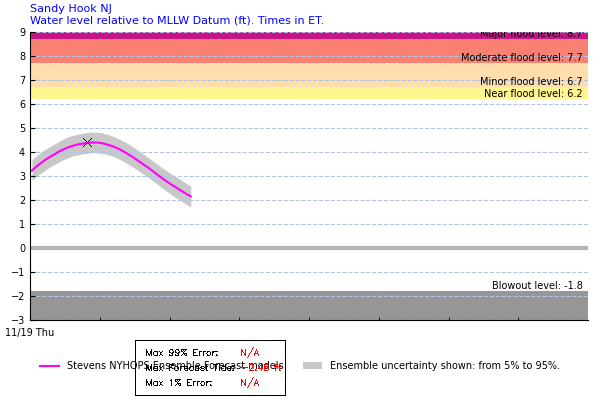 Sandy Hook NJ
Water level relative to MLLW Datum (ft). Times in ET.
9
Major flood level: 8.7
8
Moderate flood level: 7.7
7
Minor flood level: 6.7
Near flood level: 6.2
6
5
4
3
2
1
0
−1
Blowout level: -1.8
−2
−3
11/19 Thu
Max 99% Error: N/A
Stevens NYHOPS Ensemble Forecast models
Ensemble uncertainty shown: from 5% to 95%.
Max Forecast Tide:
Max 1% Error: N/A